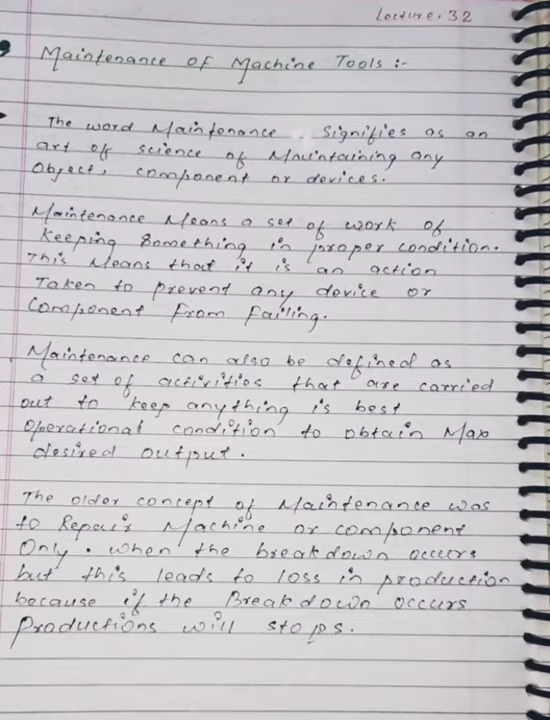 Lecture. 32
Maintenance of Machine Tools :-
The word Maintenance Signifies as an
art of science of Maintaining any
Object, component or devices.
Maintenance Means a set of work of
Keeping Something in proper condition.
This Means that it is an action
Taken to prevent any device or
Component From Failing.
Maintenance can also be defined as
a set of activities that are carried
out to keep anything is best
Operational condition to obtain Max
desired output.
The older concept of Maintenance was
to Repair Machine or component
Only. when the breakdown occurs
but this leads to loss in production
because if the Breakdown occurs
Productions will stops.